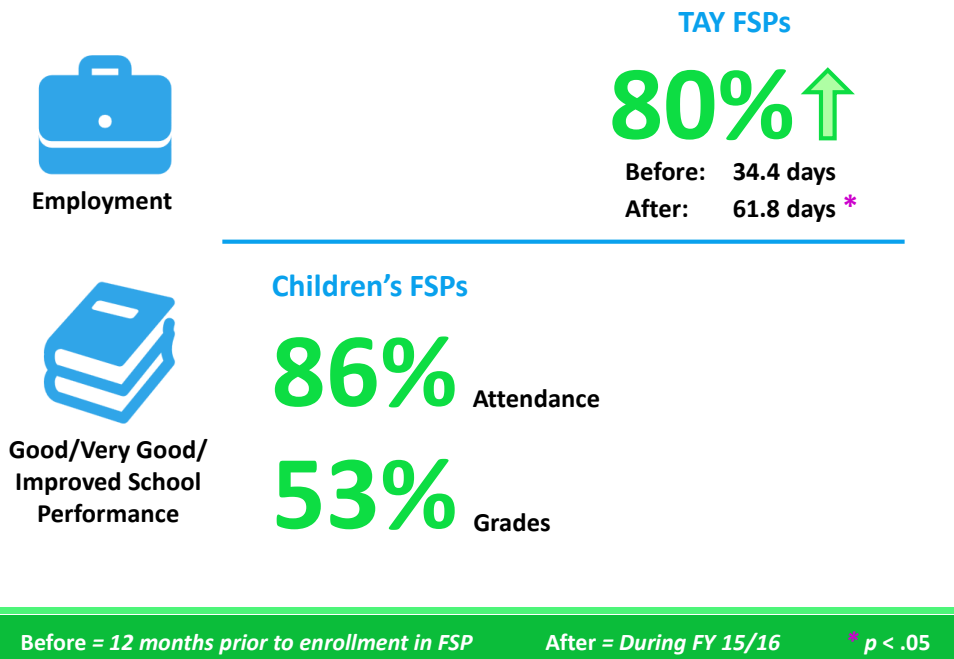 TAY FSPs
80%
Before: 34.4 days
After: 61.8 days *
Employment
Children’s FSPs
86% Attendance
53% Grades
Good/Very Good/
Improved School
Performance
Before = 12 months prior to enrollment in FSP After = During FY 15/16 * p < .05